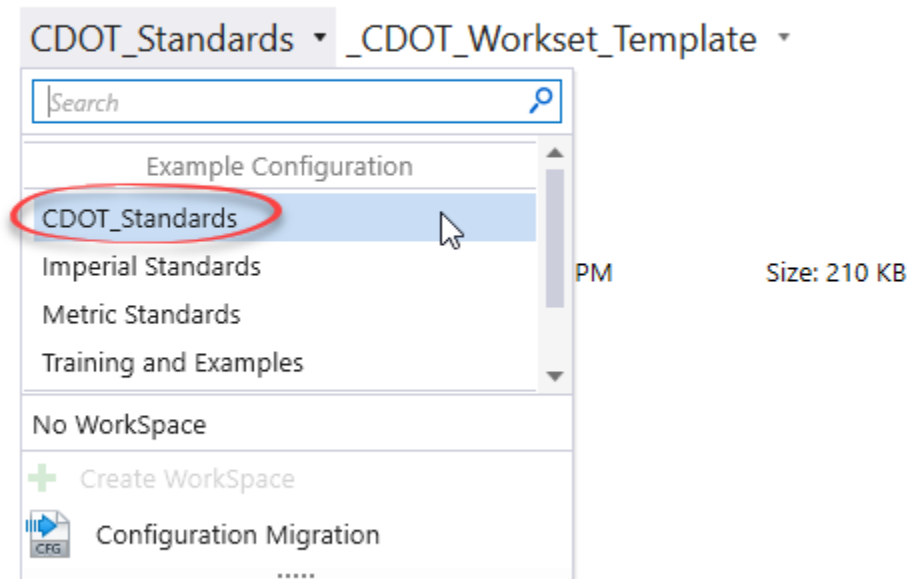 CDOT_Standards _CDOT_Workset_Template
Search
Example Configuration
CDOT_Standards
Imperial Standards
PM Size: 210 KB
Metric Standards
Training and Examples
No WorkSpace
Create WorkSpace
CFG Configuration Migration